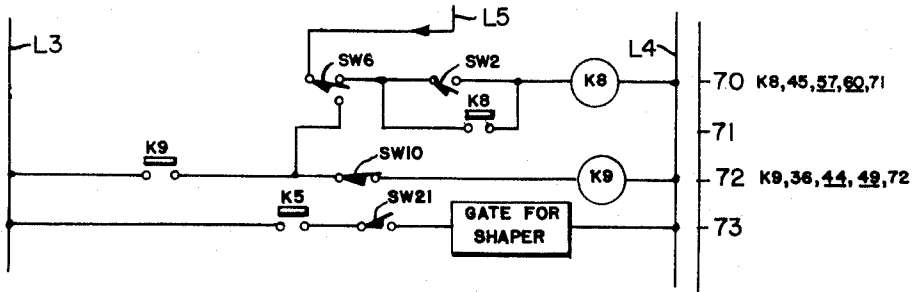 L5
L3
L4
SW6
SW2
K8
70 K8,45,57,60,71
K8
71
K9
SW10
K9
72 K9,36,44,49,72
K5
SW21
GATE FOR
SHAPER
73